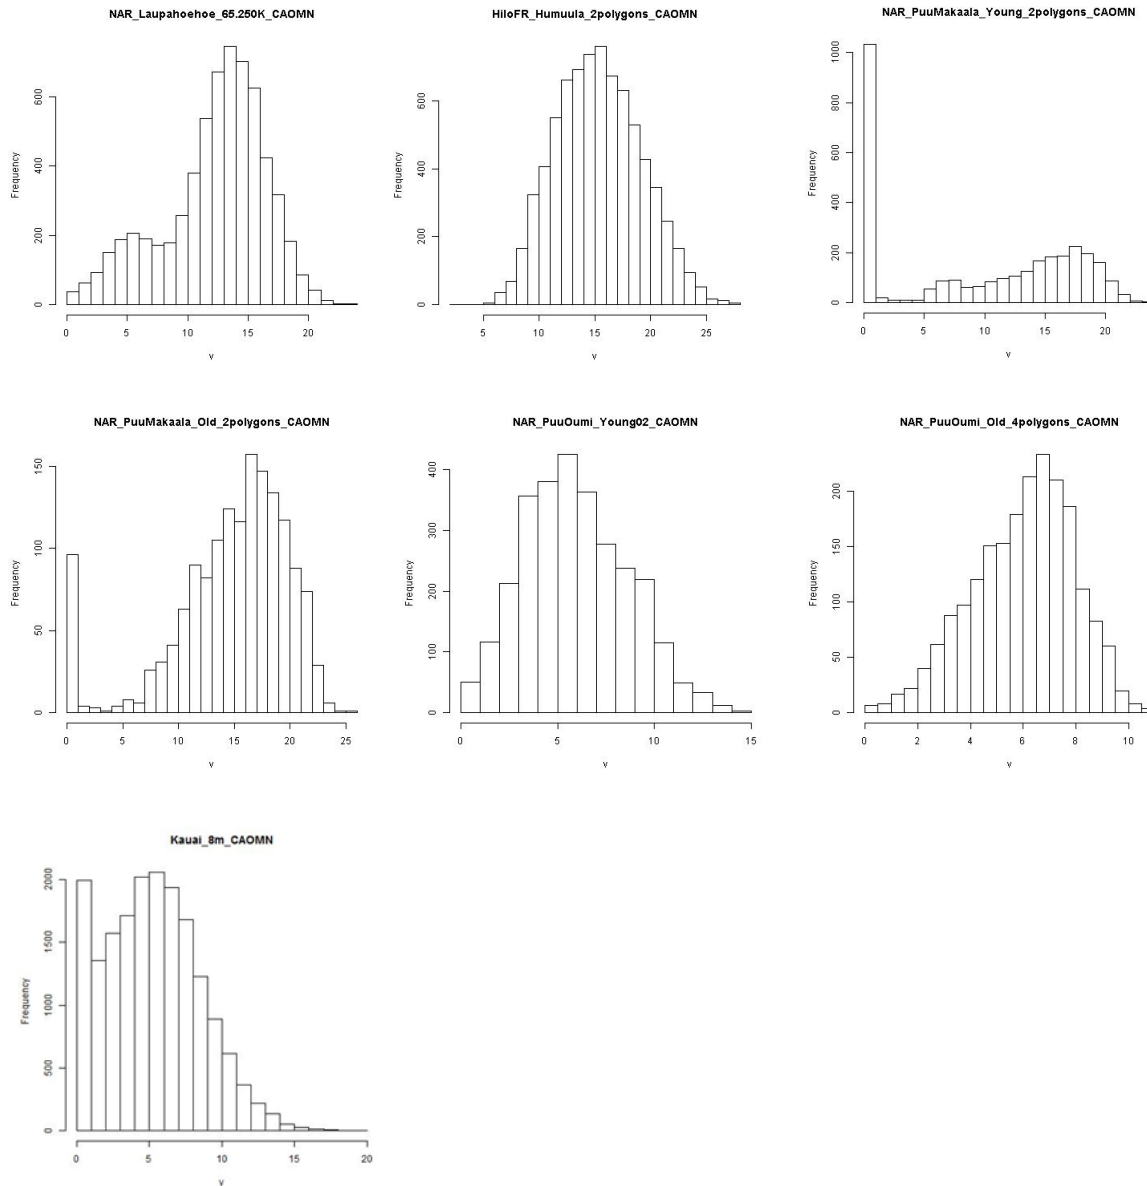 NAR_Laupahoehoe_65.250K_CAOMN
Frequency
0 200 400 600
0 5 10 15 20
v
HiloFR_Humuula_2polygons_CAOMN
Frequency
0 200 400 600
5 10 15 20 25
v
NAR_PuuMakaala_Young_2polygons_CAOMN
Frequency
0 200 400 600 800 1000
0 5 10 15 20
v
NAR_PuuMakaala_Old_2polygons_CAOMN
Frequency
0 50 100 150
0 5 10 15 20 25
v
NAR_PuuOumi_Young02_CAOMN
Frequency
0 100 200 300 400
0 5 10 15
v
NAR_PuuOumi_Old_4polygons_CAOMN
Frequency
0 50 100 150 200
0 2 4 6 8 10
v
Kauai_8m_CAOMN
Frequency
0 500 1000 1500 2000
0 5 10 15 20
v